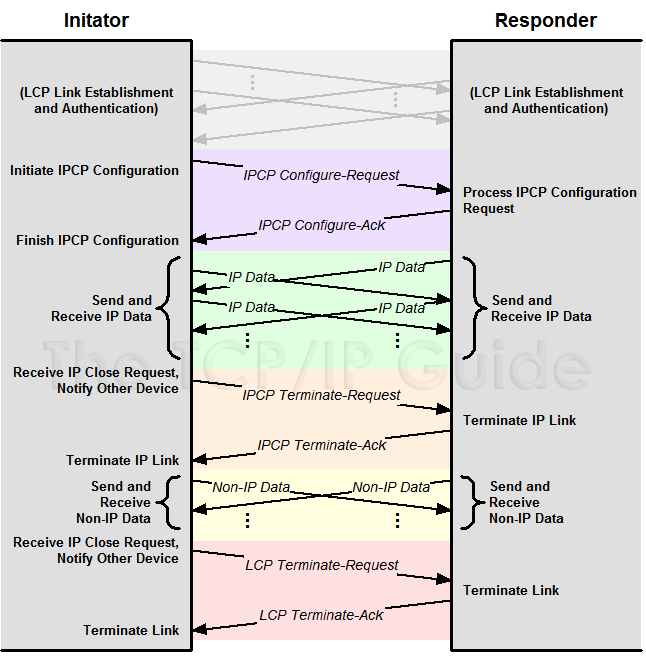 Initator
Responder
(LCP Link Establishment
and Authentication)
(LCP Link Establishment
and Authentication)
Initiate IPCP Configuration
IPCP Configure-Request
Process IPCP Configuration
Request
IPCP Configure-Ack
Finish IPCP Configuration
IP Data
IP Data
Send and
Receive IP Data
IP Data
IP Data
Send and
Receive IP Data
The TCP/IP Guide
Receive IP Close Request,
Notify Other Device
IPCP Terminate-Request
Terminate IP Link
IPCP Terminate-Ack
Terminate IP Link
Send and
Receive
Non-IP Data
Non-IP Data
Non-IP Data
Send and
Receive
Non-IP Data
Receive IP Close Request,
Notify Other Device
LCP Terminate-Request
Terminate Link
LCP Terminate-Ack
Terminate Link